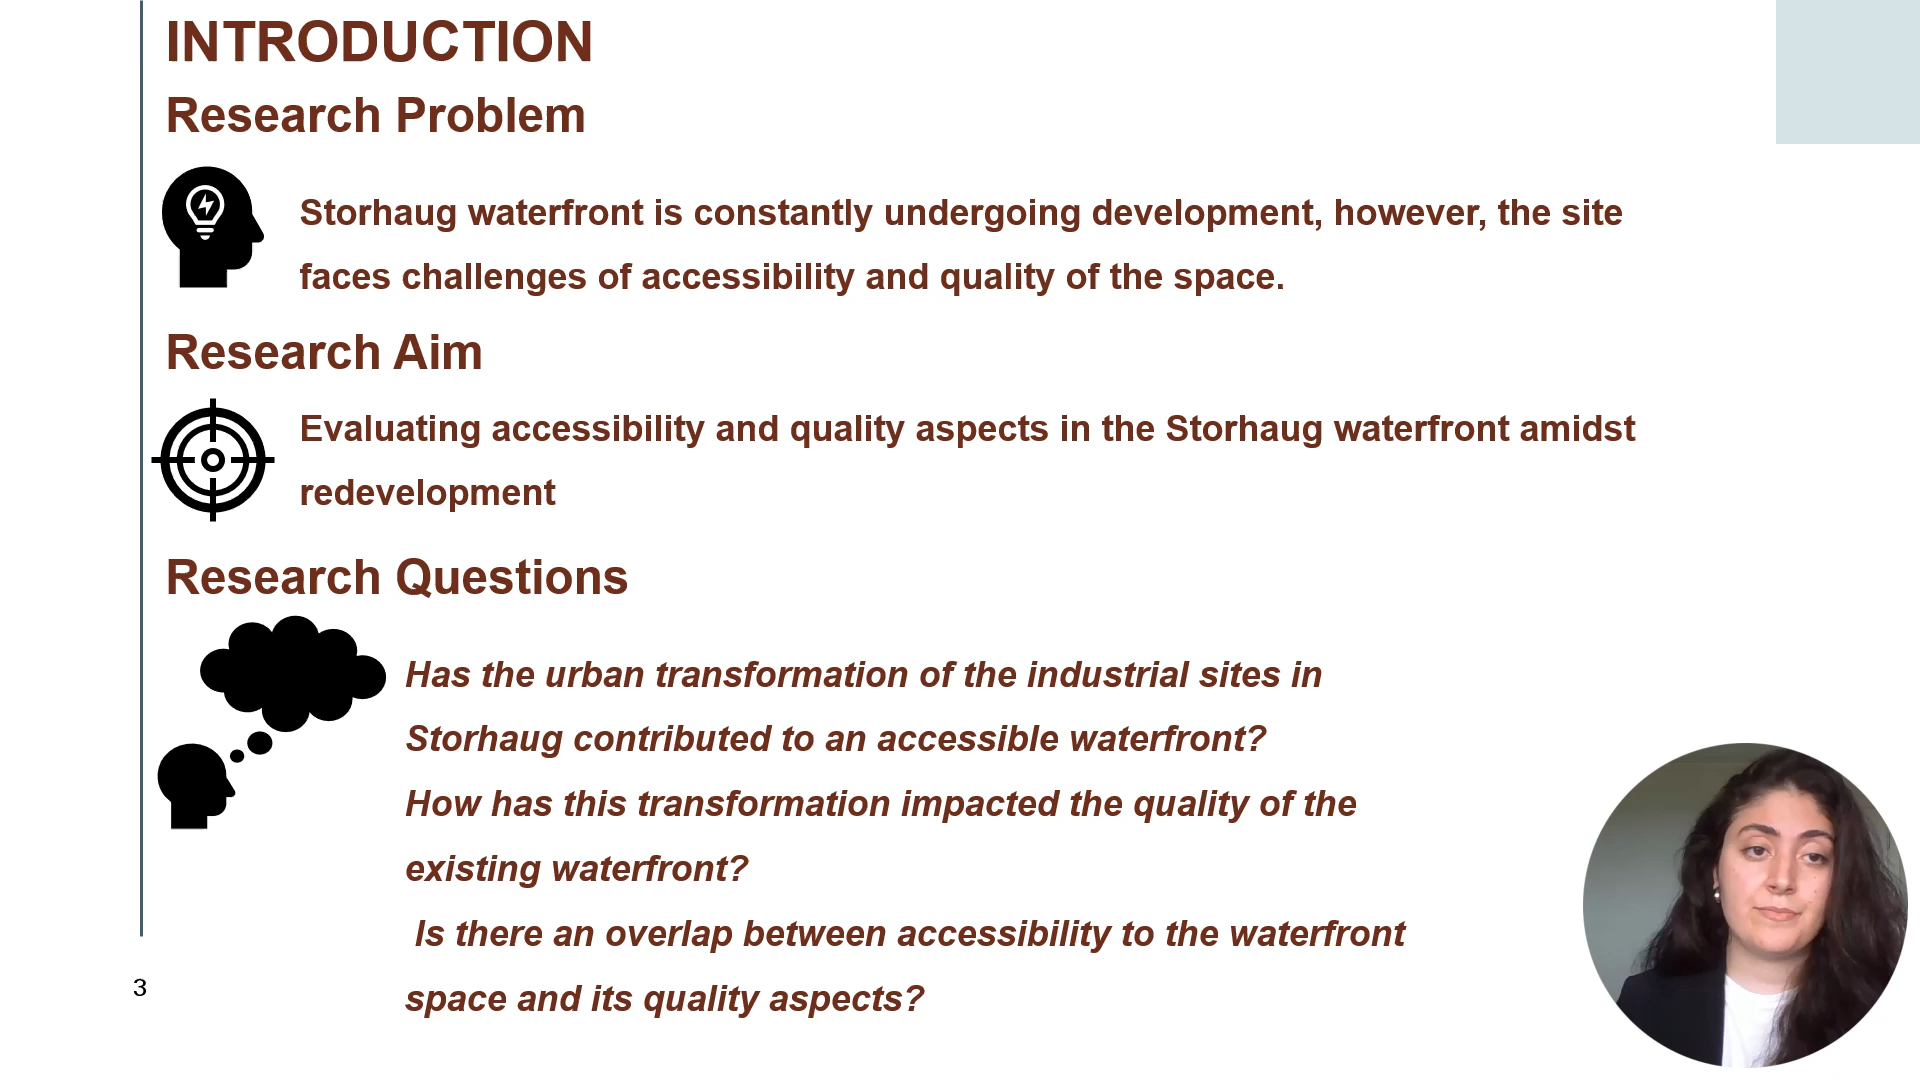 INTRODUCTION
Research Problem
Storhaug waterfront is constantly undergoing development, however, the site
faces challenges of accessibility and quality of the space.
Research Aim
Evaluating accessibility and quality aspects in the Storhaug waterfront amidst
redevelopment
Research Questions
Has the urban transformation of the industrial sites in
Storhaug contributed to an accessible waterfront?
How has this transformation impacted the quality of the
existing waterfront?
Is there an overlap between accessibility to the waterfront
space and its quality aspects?
3